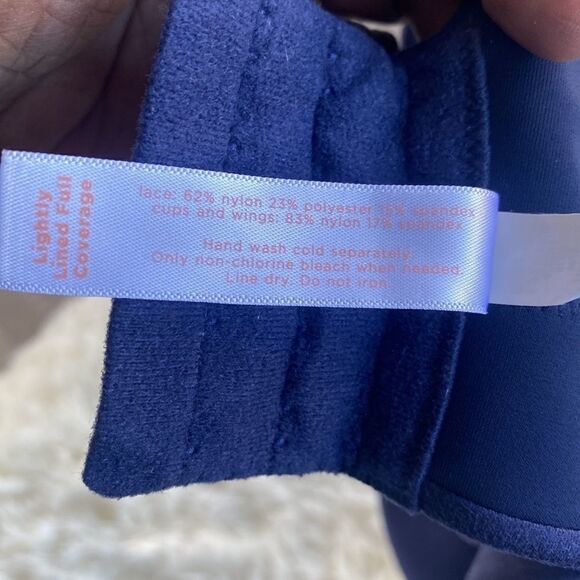 Lightly
Lined Full
Coverage
lace: 62% nylon 23% polyester 15% spandex
cups and wings: 83% nylon 17% spandex
Hand wash cold separately.
Only non-chlorine bleach when needed.
Line dry. Do not iron.